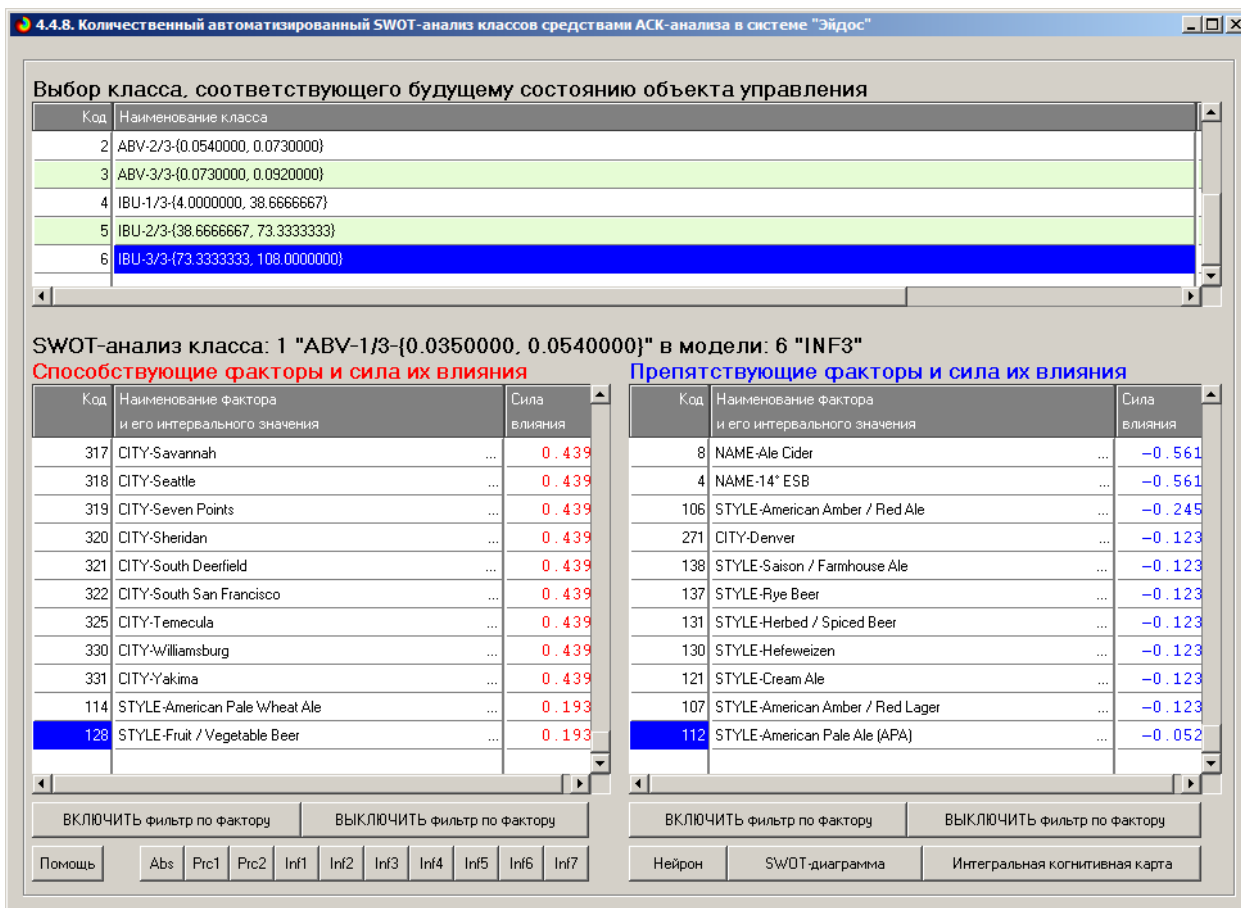 4.4.8. Количественный автоматизированный SWOT-анализ классов средствами АСК-анализа в системе "Эйдос"
Выбор класса, соответствующего будущему состоянию объекта управления
Код Наименование класса
2 ABV-2/3-{0.0540000, 0.0730000}
3 ABV-3/3-{0.0730000, 0.0920000}
4 IBU-1/3-{4.0000000, 38.6666667}
5 IBU-2/3-{38.6666667, 73.3333333}
6 IBU-3/3-{73.3333333, 108.0000000}
SWOT-анализ класса: 1 "ABV-1/3-{0.0350000, 0.0540000}" в модели: 6 "INF3"
Способствующие факторы и сила их влияния
Код Наименование фактора и его интервального значения Сила влияния
317 CITY-Savannah ... 0.439
318 CITY-Seattle ... 0.439
319 CITY-Seven Points ... 0.439
320 CITY-Sheridan ... 0.439
321 CITY-South Deerfield ... 0.439
322 CITY-South San Francisco ... 0.439
325 CITY-Temecula ... 0.439
330 CITY-Williamsburg ... 0.439
331 CITY-Yakima ... 0.439
114 STYLE-American Pale Wheat Ale ... 0.193
128 STYLE-Fruit / Vegetable Beer ... 0.193
ВКЛЮЧИТЬ фильтр по фактору ВЫКЛЮЧИТЬ фильтр по фактору
Помощь Abs Prc1 Prc2 Inf1 Inf2 Inf3 Inf4 Inf5 Inf6 Inf7
Препятствующие факторы и сила их влияния
Код Наименование фактора и его интервального значения Сила влияния
8 NAME-Ale Cider ... -0.561
4 NAME-14° ESB ... -0.561
106 STYLE-American Amber / Red Ale ... -0.245
271 CITY-Denver ... -0.123
138 STYLE-Saison / Farmhouse Ale ... -0.123
137 STYLE-Rye Beer ... -0.123
131 STYLE-Herbed / Spiced Beer ... -0.123
130 STYLE-Hefeweizen ... -0.123
121 STYLE-Cream Ale ... -0.123
107 STYLE-American Amber / Red Lager ... -0.123
112 STYLE-American Pale Ale (APA) ... -0.052
ВКЛЮЧИТЬ фильтр по фактору ВЫКЛЮЧИТЬ фильтр по фактору
Нейрон SWOT-диаграмма Интегральная когнитивная карта